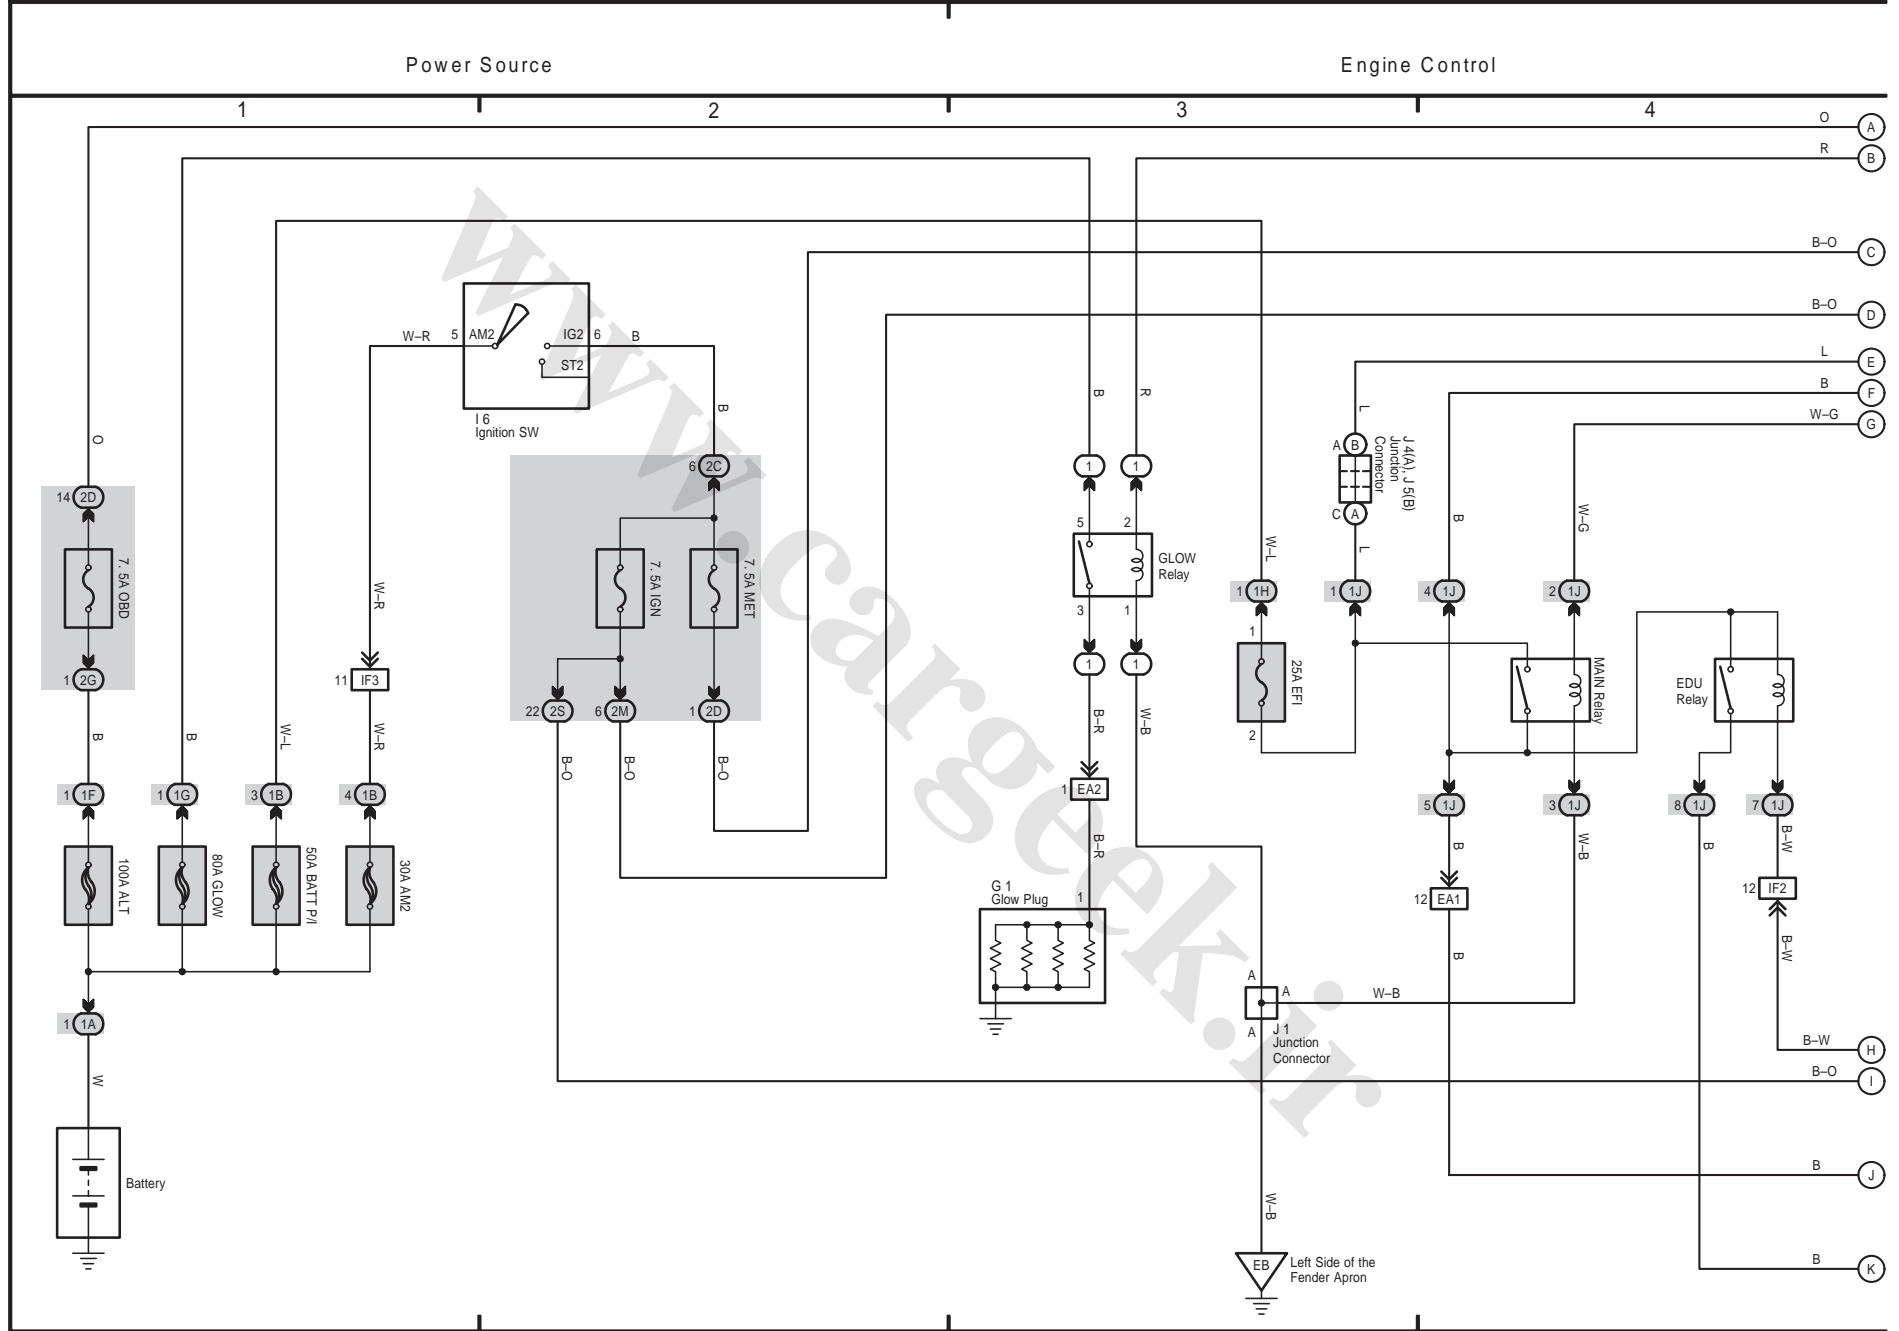 Power Source
Engine Control
1
2
3
4
O
A
R
B
B–O
C
B–O
D
L
E
B
F
W–G
G
W–R
5
AM2
IG2
6
B
ST2
I 6
Ignition SW
B
B
R
L
A
B
J 4(A), J 5(B)
Junction
Connector
C
A
L
B
W–G
O
14
2D
7. 5A OBD
1
2G
6
2C
7. 5A IGN
7. 5A MET
22
2S
6
2M
1
2D
1
1
5
2
GLOW
Relay
3
1
1
1
W–L
1
1H
1
25A EFI
2
1
1J
4
1J
2
1J
MAIN Relay
EDU
Relay
W–R
11
IF3
W–R
B
B
W–L
B–O
B–O
B–O
B–R
W–B
1
EA2
B–R
1
1F
1
1G
3
1B
4
1B
100A ALT
80A GLOW
50A BATT P/I
30A AM2
5
1J
3
1J
8
1J
7
1J
B
W–B
B
B–W
12
EA1
12
IF2
B
B–W
G 1
Glow Plug
1
A
A
W–B
A
J 1
Junction
Connector
1
1A
W
Battery
B–W
H
B–O
I
B
J
W–B
EB
Left Side of the
Fender Apron
B
K
www.cargeek.ir